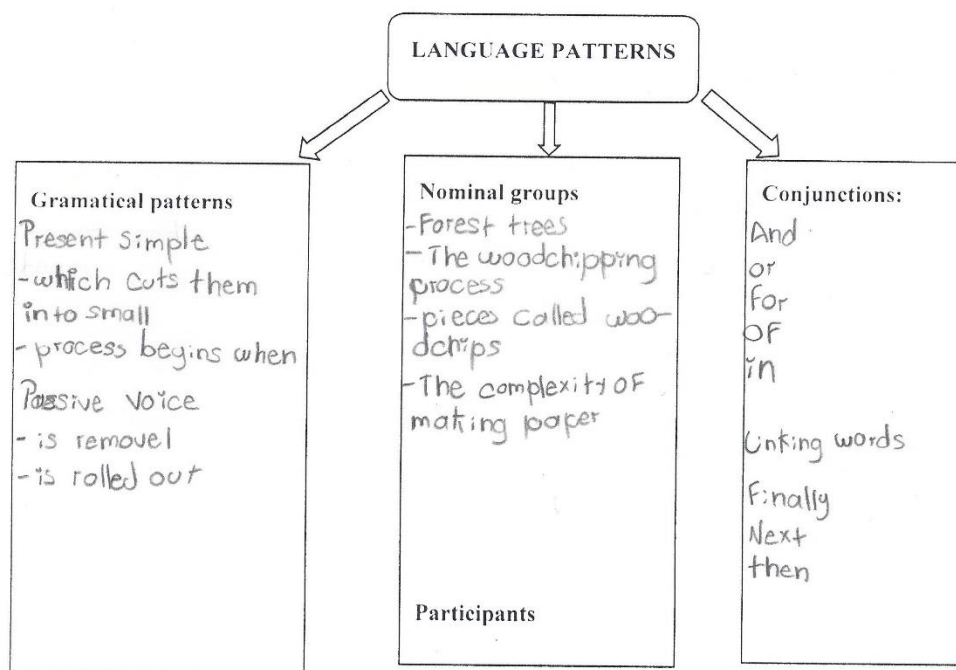 LANGUAGE PATTERNS
Gramatical patterns
Present simple
-which cuts them
into small
- process begins when
Passive voice
- is removel
- is rolled out
Nominal groups
-Forest trees
- The woodchipping
process
-pieces called woo-
dchips
-The complexity of
making paper
Participants
Conjunctions:
And
or
for
OF
in
Linking words
Finally
Next
then